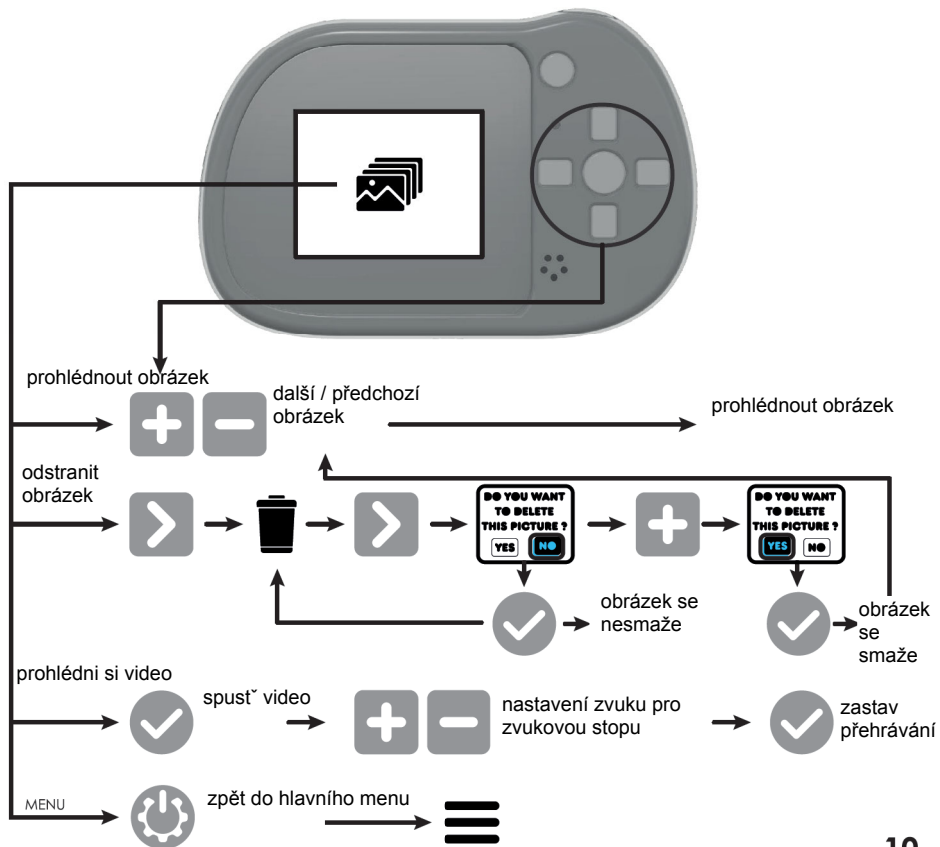 prohlédnout obrázek
další / předchozí
obrázek
prohlédnout obrázek
odstranit
obrázek
DO YOU WANT
TO DELETE
THIS PICTURE ?
YES NO
DO YOU WANT
TO DELETE
THIS PICTURE ?
YES NO
obrázek se
nesmaže
obrázek
se
smaže
prohlédni si video
spustˇ video
nastavení zvuku pro
zvukovou stopu
zastav
přehrávání
MENU
zpět do hlavního menu